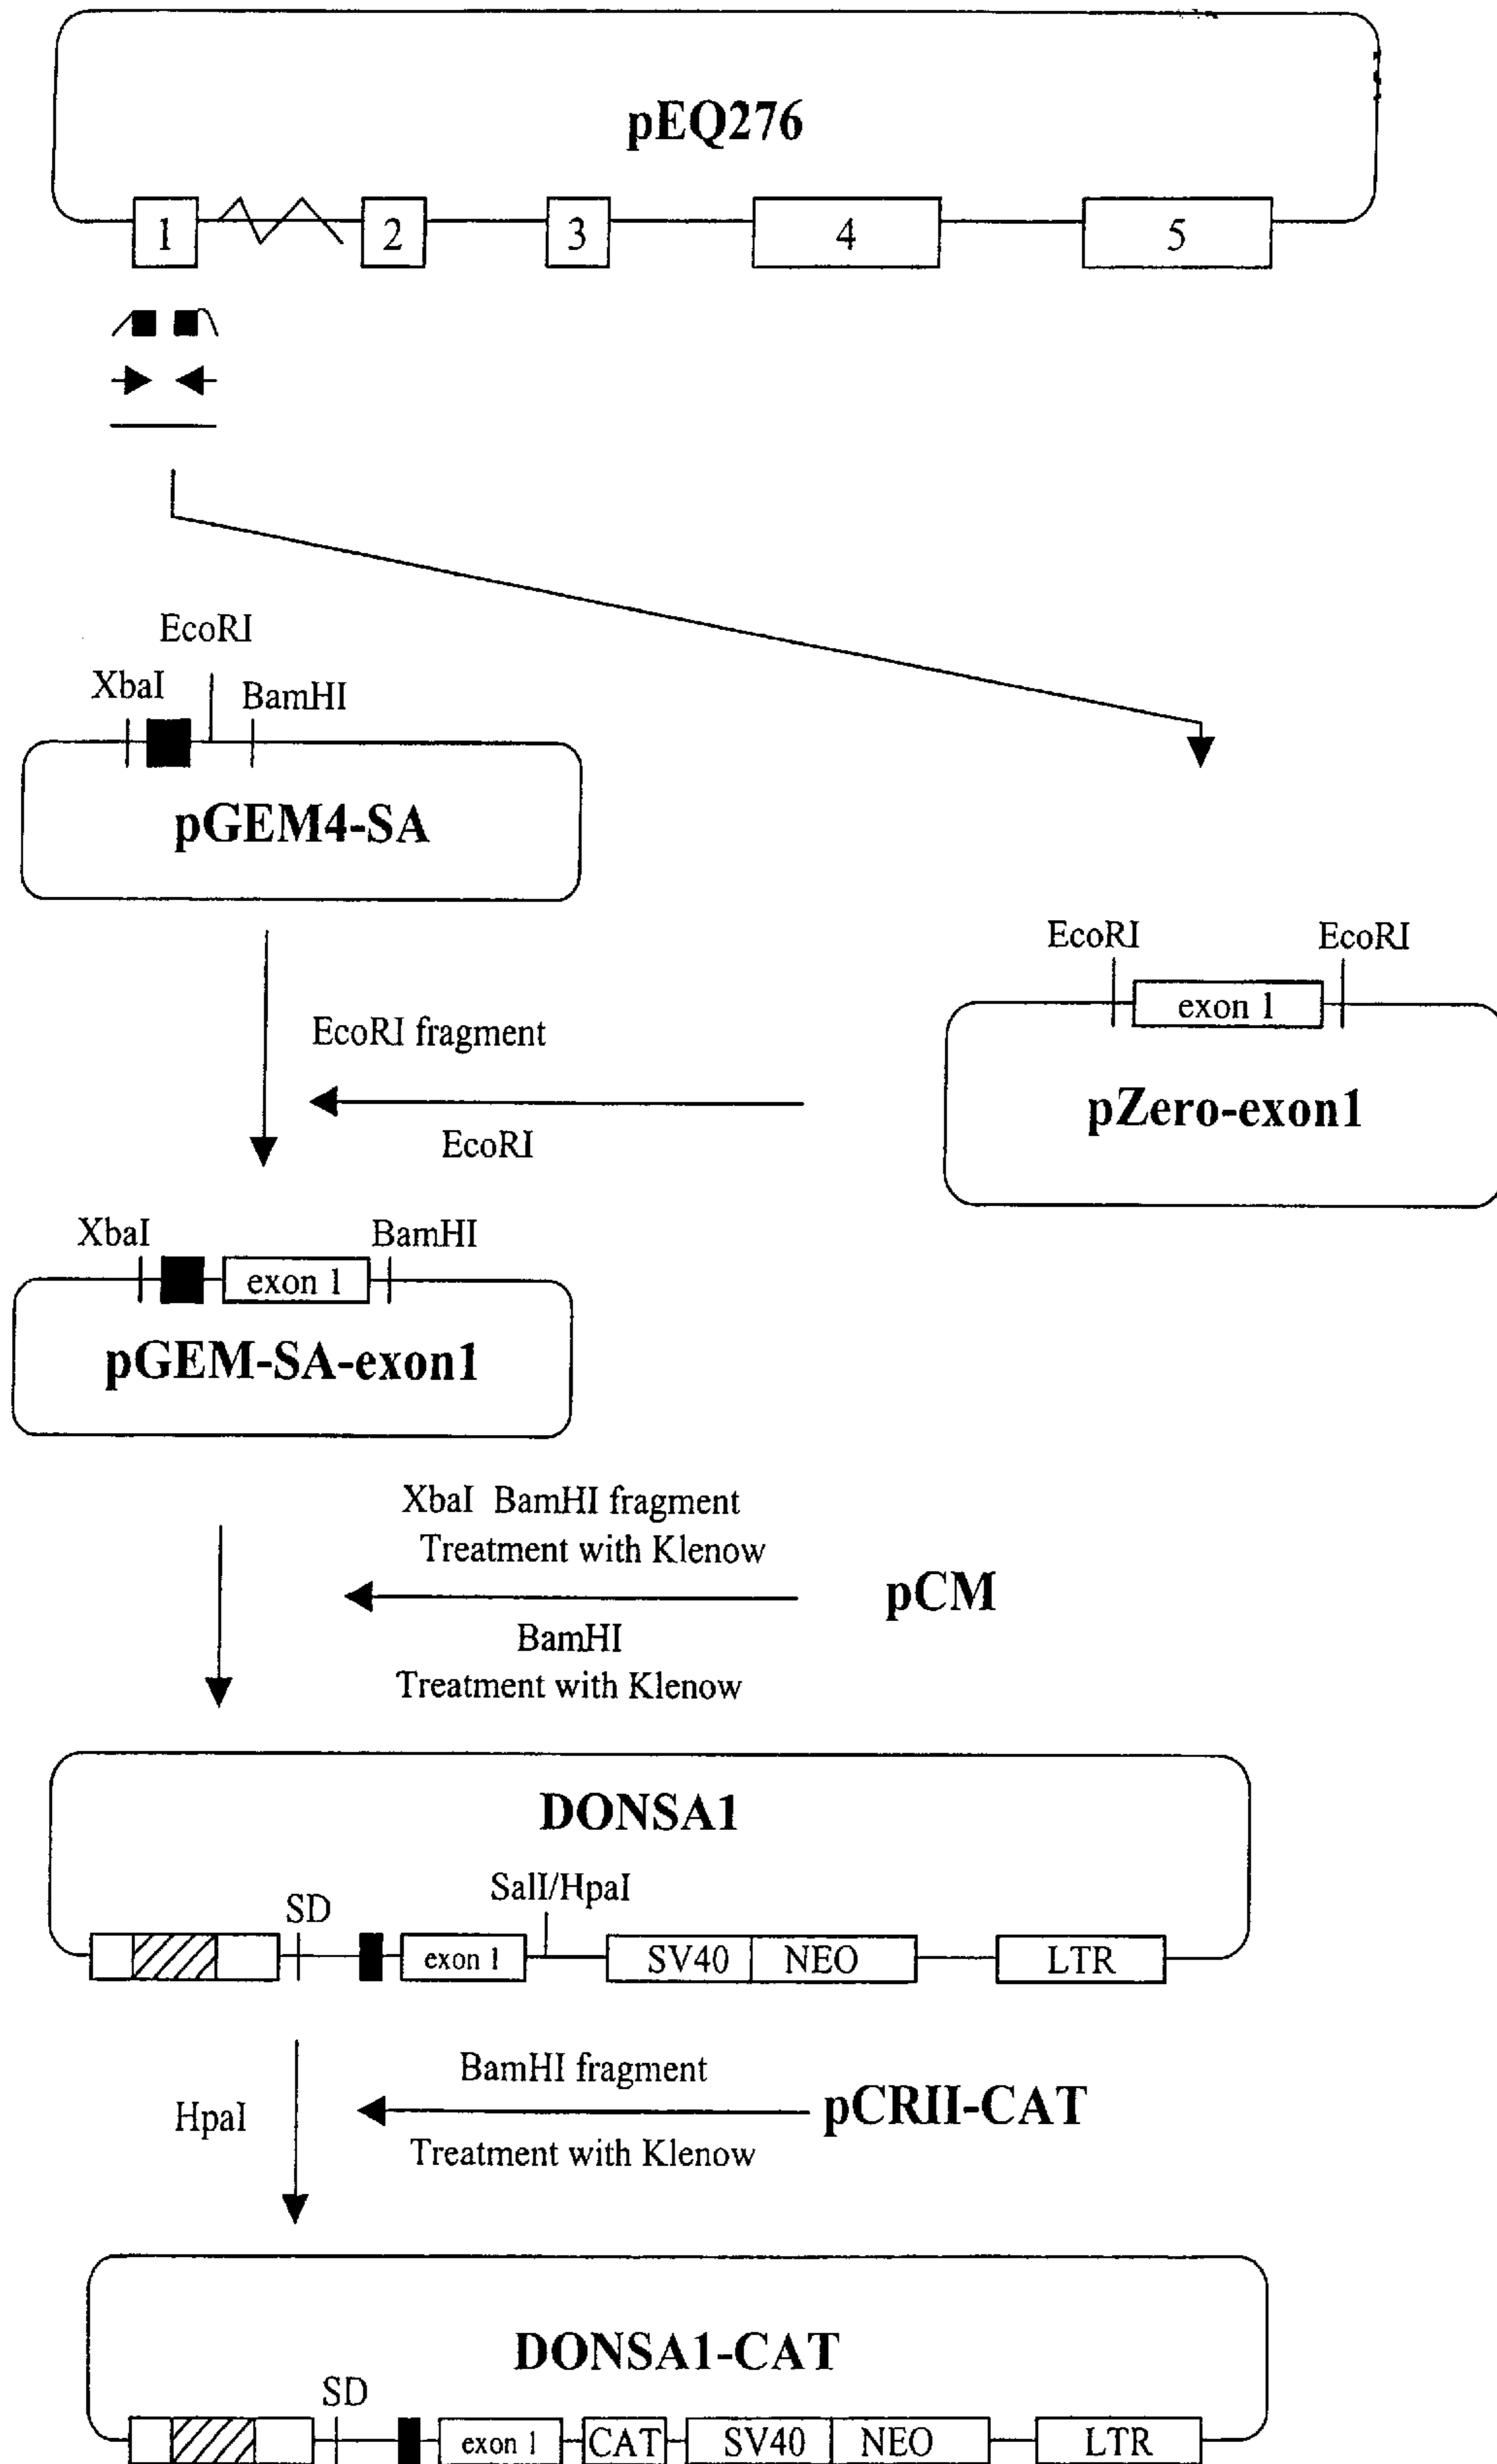 pEQ276
1 2 3 4 5
EcoRI
XbaI
BamHI
pGEM4-SA
EcoRI EcoRI
exon 1
EcoRI fragment
pZero-exon1
EcoRI
XbaI BamHI
exon 1
pGEM-SA-exon1
XbaI BamHI fragment
Treatment with Klenow
pCM
BamHI
Treatment with Klenow
DONSA1
SalI/HpaI
SD
exon 1 SV40 NEO LTR
BamHI fragment
pCRII-CAT
HpaI
Treatment with Klenow
DONSA1-CAT
SD
exon 1 CAT SV40 NEO LTR